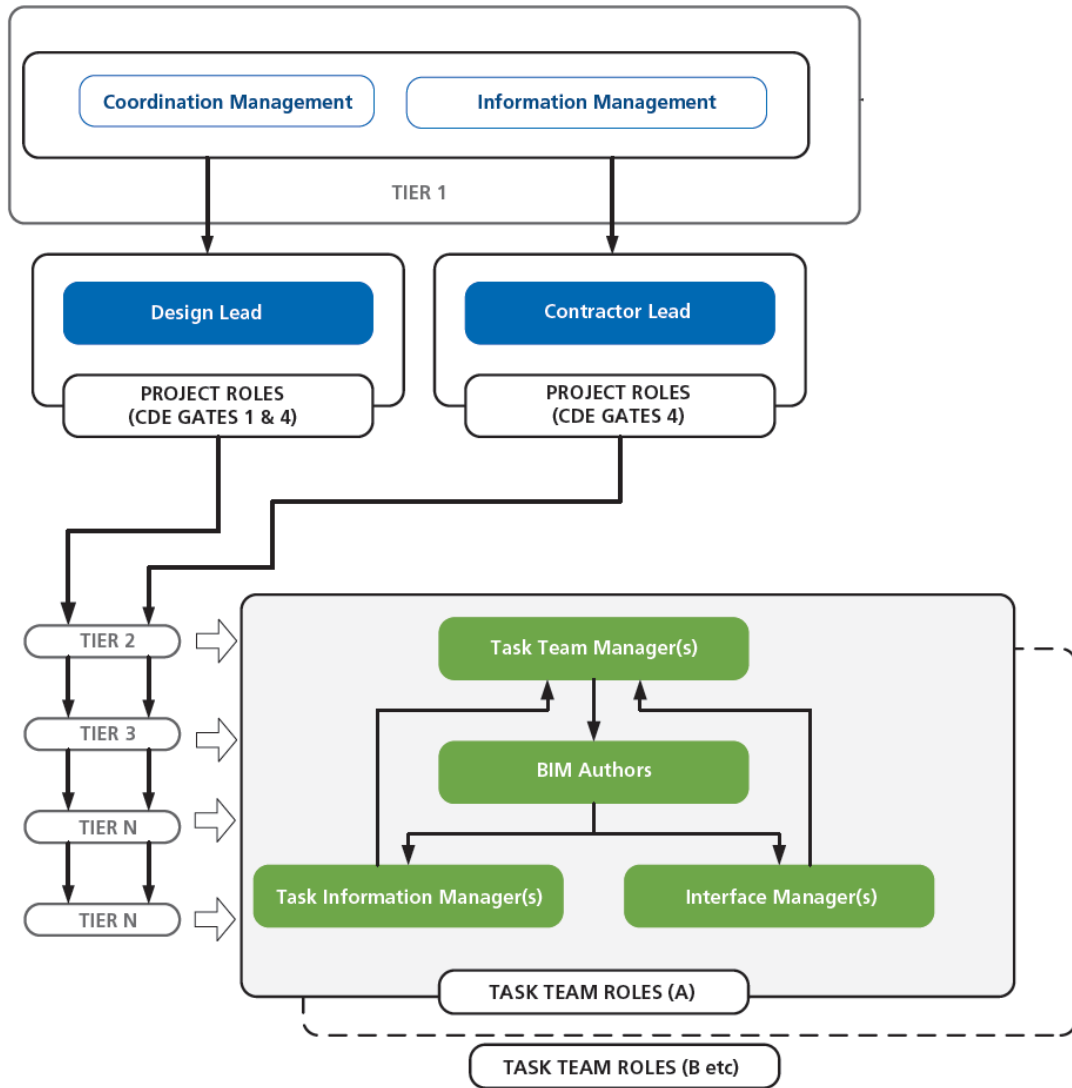 Coordination Management
Information Management
TIER 1
Design Lead
Contractor Lead
PROJECT ROLES
(CDE GATES 1 & 4)
PROJECT ROLES
(CDE GATES 4)
TIER 2
Task Team Manager(s)
TIER 3
BIM Authors
TIER N
Task Information Manager(s)
Interface Manager(s)
TIER N
TASK TEAM ROLES (A)
TASK TEAM ROLES (B etc)